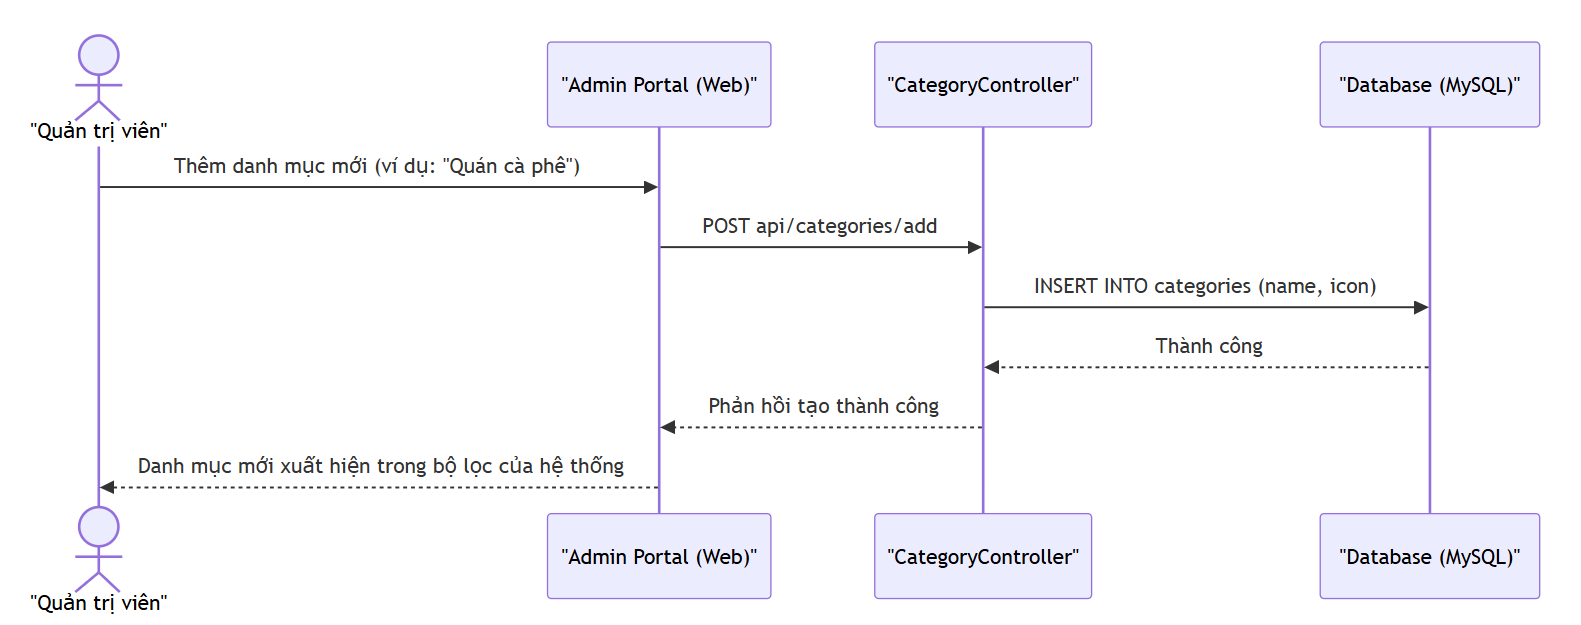 "Quản trị viên"
"Admin Portal (Web)"
"CategoryController"
"Database (MySQL)"
Thêm danh mục mới (ví dụ: "Quán cà phê")
POST api/categories/add
INSERT INTO categories (name, icon)
Thành công
Phản hồi tạo thành công
Danh mục mới xuất hiện trong bộ lọc của hệ thống
"Quản trị viên"
"Admin Portal (Web)"
"CategoryController"
"Database (MySQL)"